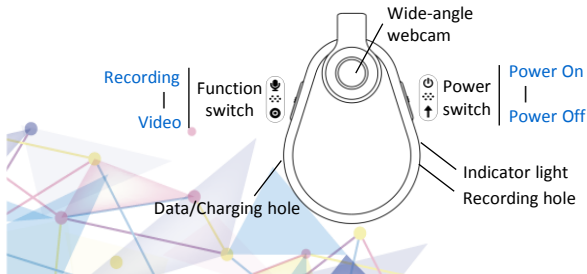 Wide-angle
webcam
Recording
Video
Function
switch
Power
switch
Power On
Power Off
Indicator light
Recording hole
Data/Charging hole